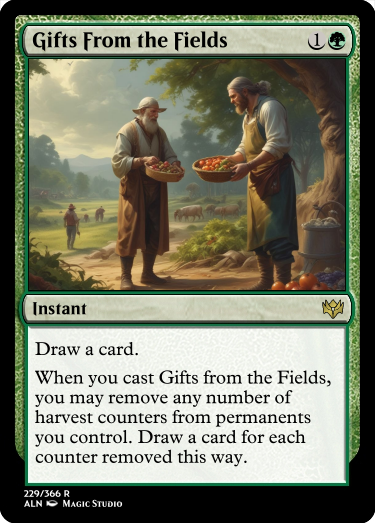 Gifts From the Fields 1
Instant
Draw a card.
When you cast Gifts from the Fields,
you may remove any number of
harvest counters from permanents
you control. Draw a card for each
counter removed this way.
229/366 R
ALN Magic Studio